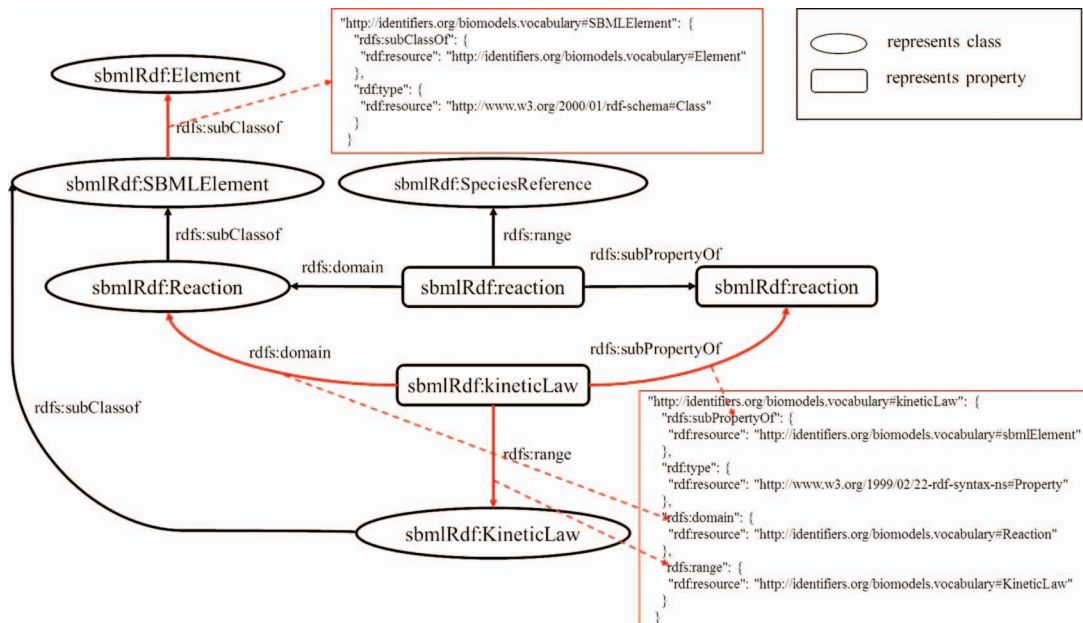 "http://identifiers.org/biomodels.vocabulary#SBMLElement": {
"rdfs:subClassOf": {
"rdf:resource": "http://identifiers.org/biomodels.vocabulary#Element"
},
"rdf:type": {
"rdf:resource": "http://www.w3.org/2000/01/rdf-schema#Class"
}
}
represents class
represents property
sbmlRdf:Element
rdfs:subClassof
sbmlRdf:SBMLElement
sbmlRdf:SpeciesReference
rdfs:subClassof
rdfs:range
rdfs:domain
rdfs:subPropertyOf
sbmlRdf:Reaction
sbmlRdf:reaction
sbmlRdf:reaction
rdfs:domain
rdfs:subPropertyOf
sbmlRdf:kineticLaw
rdfs:subClassof
rdfs:range
sbmlRdf:KineticLaw
"http://identifiers.org/biomodels.vocabulary#kineticLaw": {
"rdfs:subPropertyOf": {
"rdf:resource": "http://identifiers.org/biomodels.vocabulary#sbmlElement"
},
"rdf:type": {
"rdf:resource": "http://www.w3.org/1999/02/22-rdf-syntax-ns#Property"
},
"rdfs:domain": {
"rdf:resource": "http://identifiers.org/biomodels.vocabulary#Reaction"
},
"rdfs:range": {
"rdf:resource": "http://identifiers.org/biomodels.vocabulary#KineticLaw"
}
}